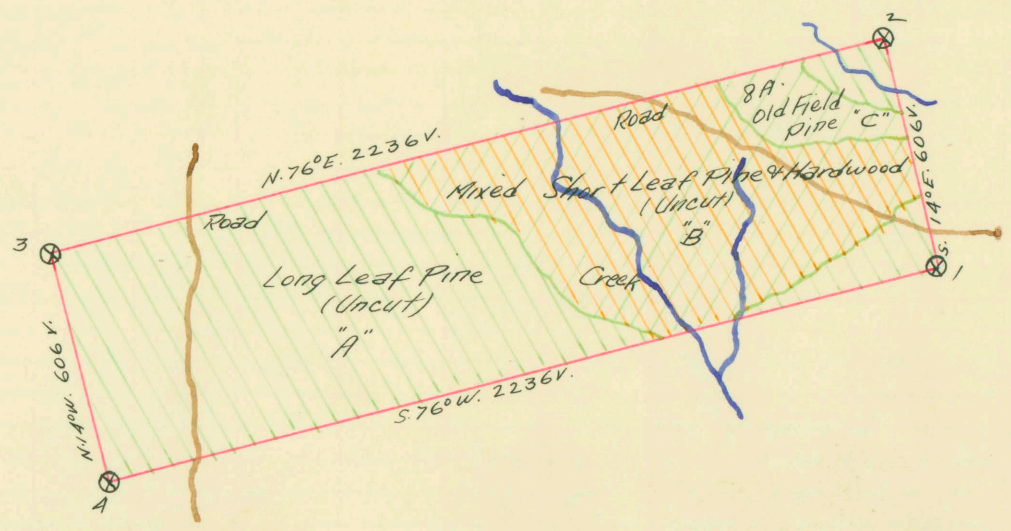 2
8A.
Old Field
Pine "C"
Road
N. 76° E. 2236 V.
S. 14° E. 606 V.
Mixed Short Leaf Pine & Hardwood
(Uncut)
"B"
3
Road
Long Leaf Pine
(Uncut)
"A"
Creek
1
N. 14° W. 606 V.
S. 76° W. 2236 V.
4